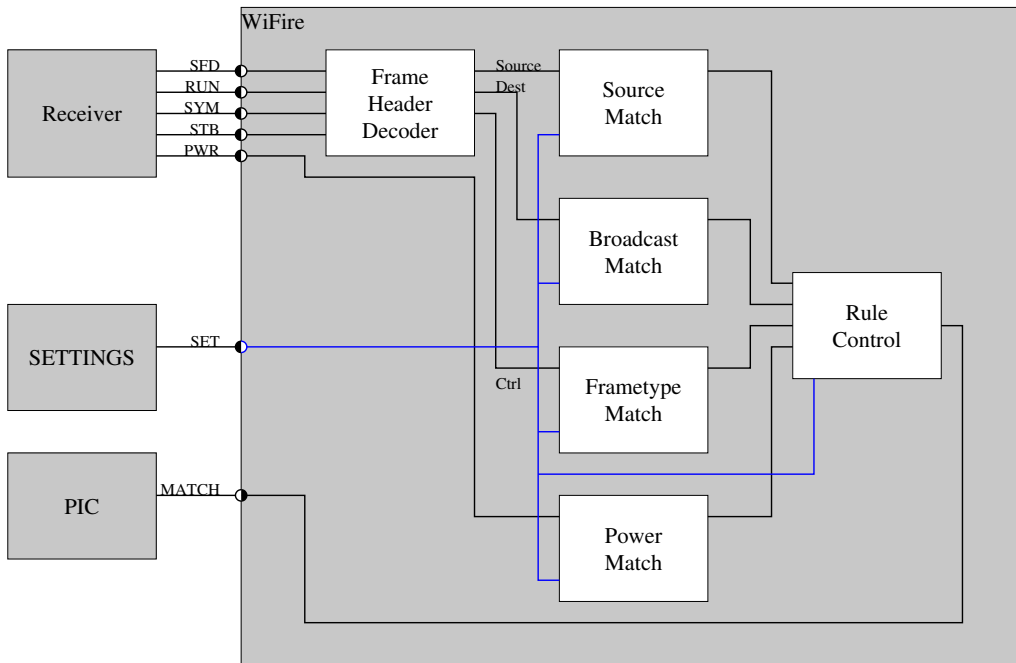 WiFire
Receiver
SFD
RUN
SYM
STB
PWR
Frame
Header
Decoder
Source
Dest
Source
Match
Broadcast
Match
SETTINGS
SET
Rule
Control
Ctrl
Frametype
Match
PIC
MATCH
Power
Match